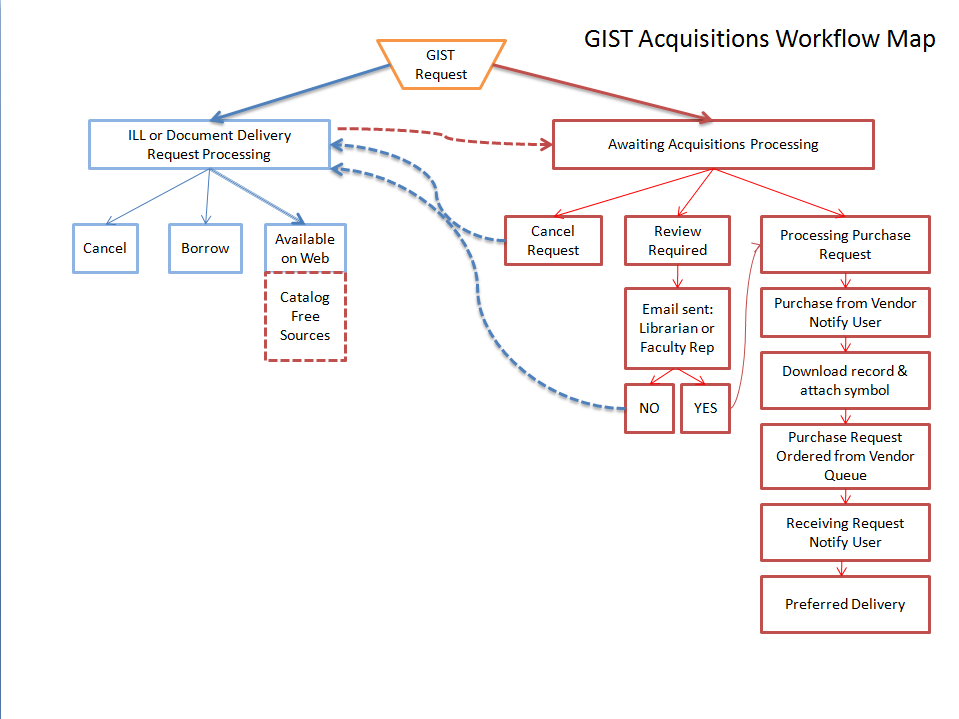 GIST Acquisitions Workflow Map
GIST
Request
ILL or Document Delivery
Request Processing
Awaiting Acquisitions Processing
Cancel
Borrow
Available
on Web
Catalog
Free
Sources
Cancel
Request
Review
Required
Processing Purchase
Request
Email sent:
Librarian or
Faculty Rep
NO
YES
Purchase from Vendor
Notify User
Download record &
attach symbol
Purchase Request
Ordered from Vendor
Queue
Receiving Request
Notify User
Preferred Delivery